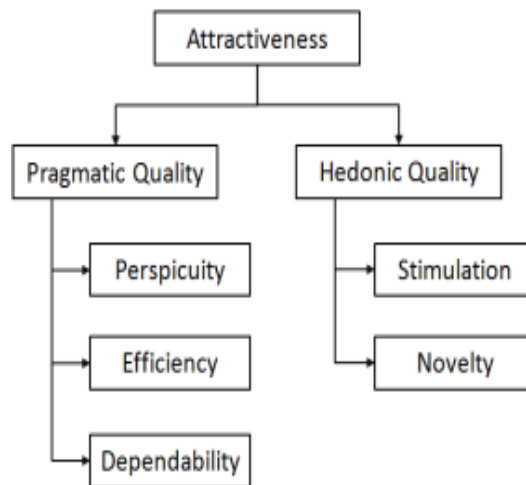 Attractiveness
Pragmatic Quality
Hedonic Quality
Perspicuity
Stimulation
Efficiency
Novelty
Dependability